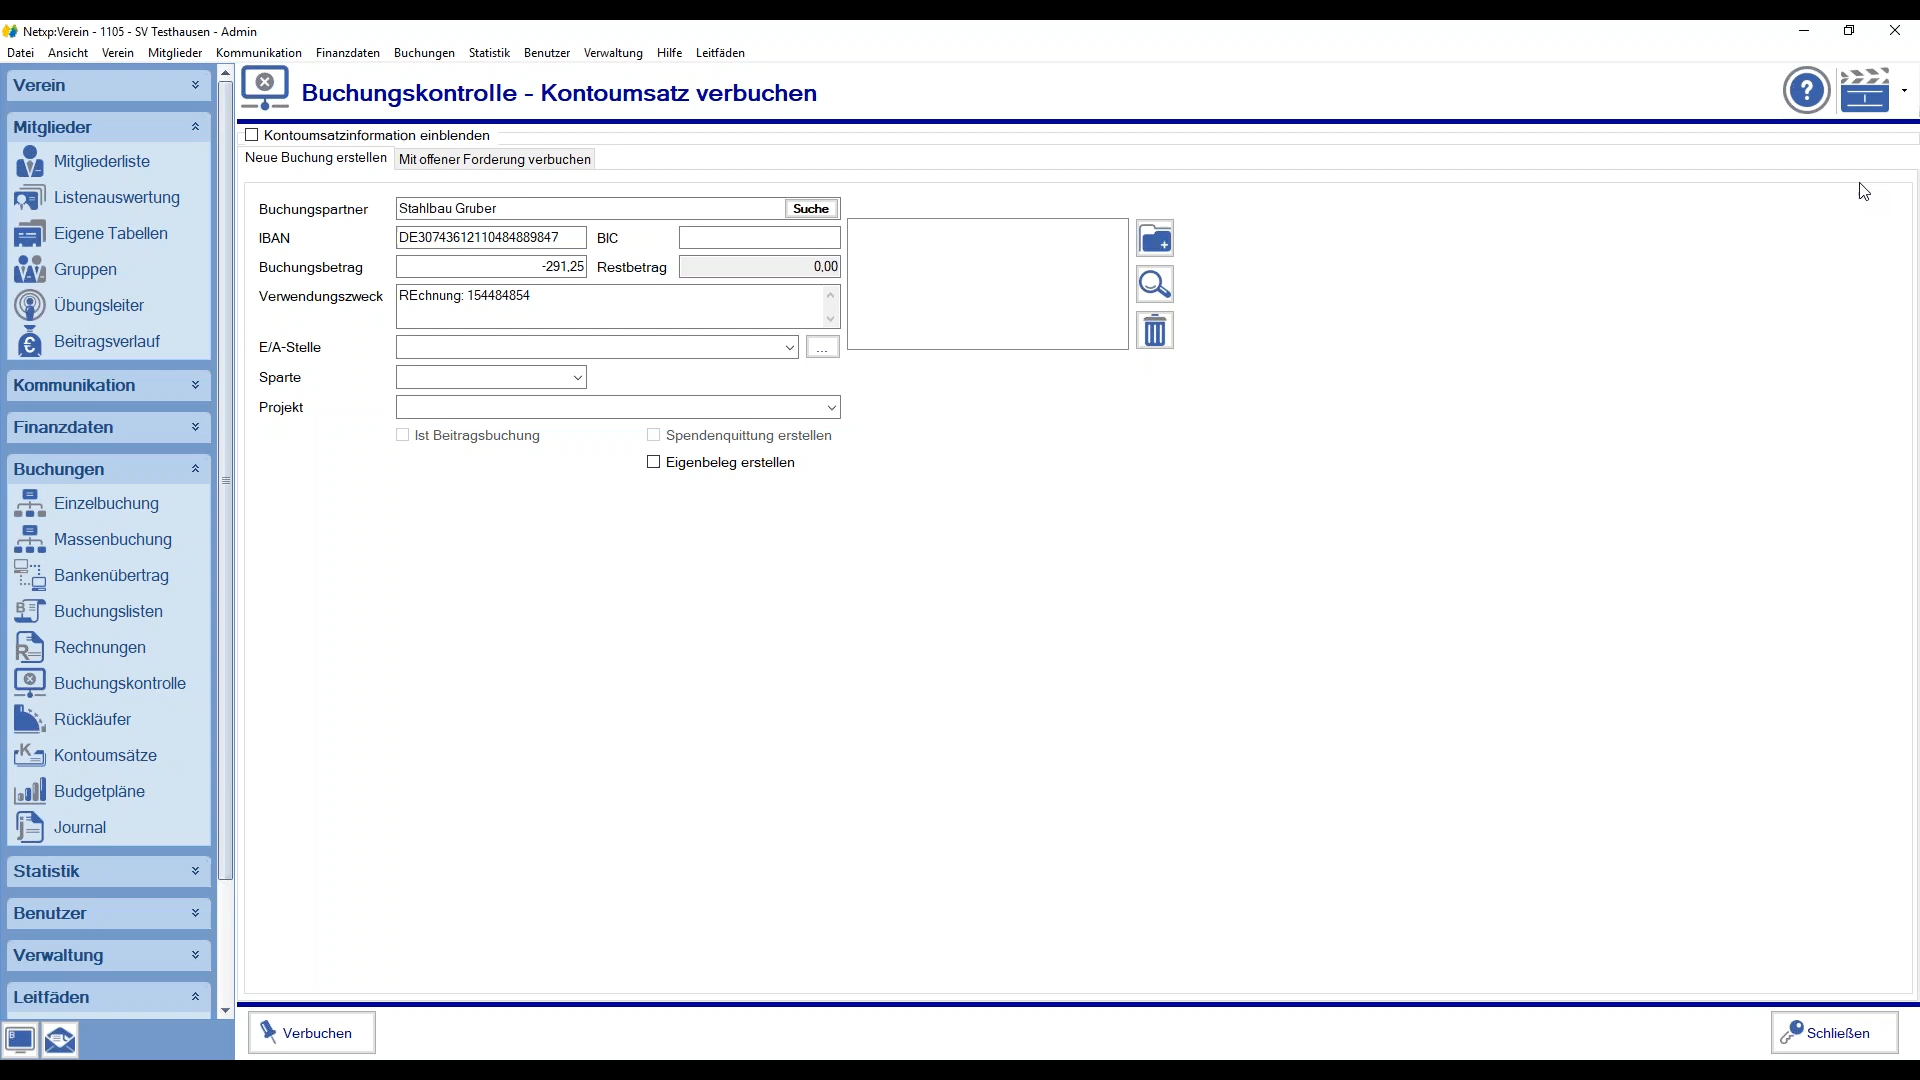 Netxp:Verein - 1105 - SV Testhausen - Admin
Datei Ansicht Verein Mitglieder Kommunikation Finanzdaten Buchungen Statistik Benutzer Verwaltung Hilfe Leitfäden
Verein
Mitglieder
Mitgliederliste
Listenauswertung
Eigene Tabellen
Gruppen
Übungsleiter
Beitragsverlauf
Kommunikation
Finanzdaten
Buchungen
Einzelbuchung
Massenbuchung
Bankenübertrag
Buchungslisten
Rechnungen
Buchungskontrolle
Rückläufer
Kontoumsätze
Budgetpläne
Journal
Statistik
Benutzer
Verwaltung
Leitfäden
Buchungskontrolle - Kontoumsatz verbuchen
?
Kontoumsatzinformation einblenden
Neue Buchung erstellen Mit offener Forderung verbuchen
Buchungspartner Stahlbau Gruber Suche
IBAN DE30743612110484889847 BIC
Buchungsbetrag -291,25 Restbetrag 0,00
Verwendungszweck REchnung: 154484854
E/A-Stelle ...
Sparte
Projekt
Ist Beitragsbuchung Spendenquittung erstellen
Eigenbeleg erstellen
Verbuchen Schließen